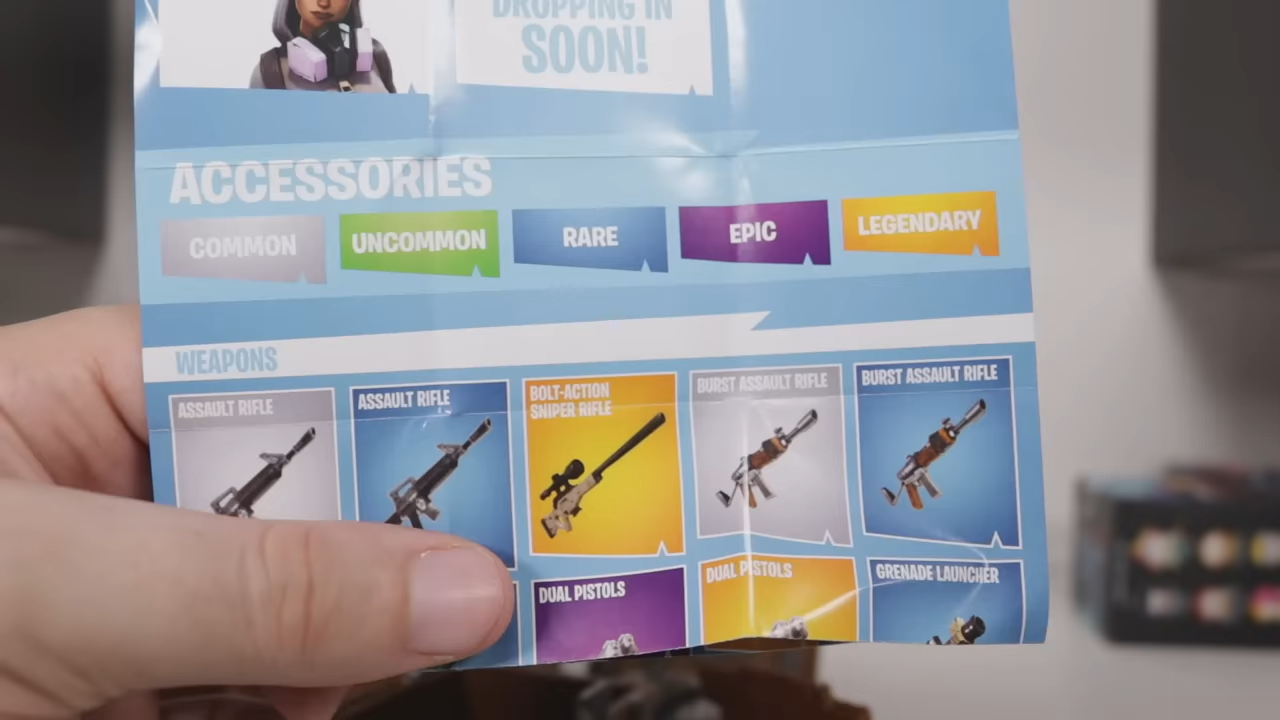 DROPPING IN
SOON!
ACCESSORIES
COMMON
UNCOMMON
RARE
EPIC
LEGENDARY
WEAPONS
ASSAULT RIFLE
ASSAULT RIFLE
BOLT-ACTION
SNIPER RIFLE
BURST ASSAULT RIFLE
BURST ASSAULT RIFLE
DUAL PISTOLS
DUAL PISTOLS
GRENADE LAUNCHER